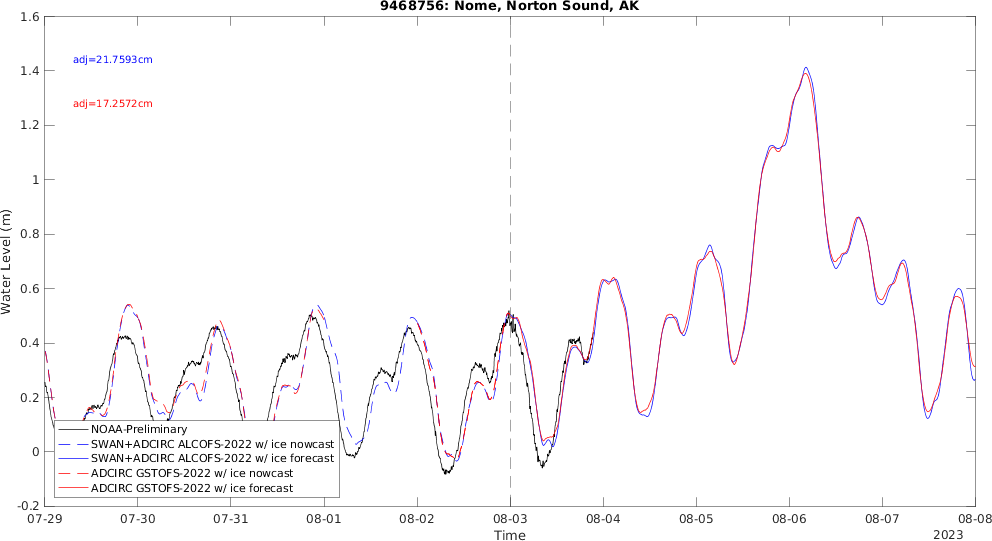 9468756: Nome, Norton Sound, AK
1.6
1.4
1.2
1
0.8
0.6
0.4
0.2
0
-0.2
Water Level (m)
adj=21.7593cm
adj=17.2572cm
NOAA-Preliminary
SWAN+ADCIRC ALCOFS-2022 w/ ice nowcast
SWAN+ADCIRC ALCOFS-2022 w/ ice forecast
ADCIRC GSTOFS-2022 w/ ice nowcast
ADCIRC GSTOFS-2022 w/ ice forecast
07-29 07-30 07-31 08-01 08-02 08-03 08-04 08-05 08-06 08-07 08-08
Time
2023